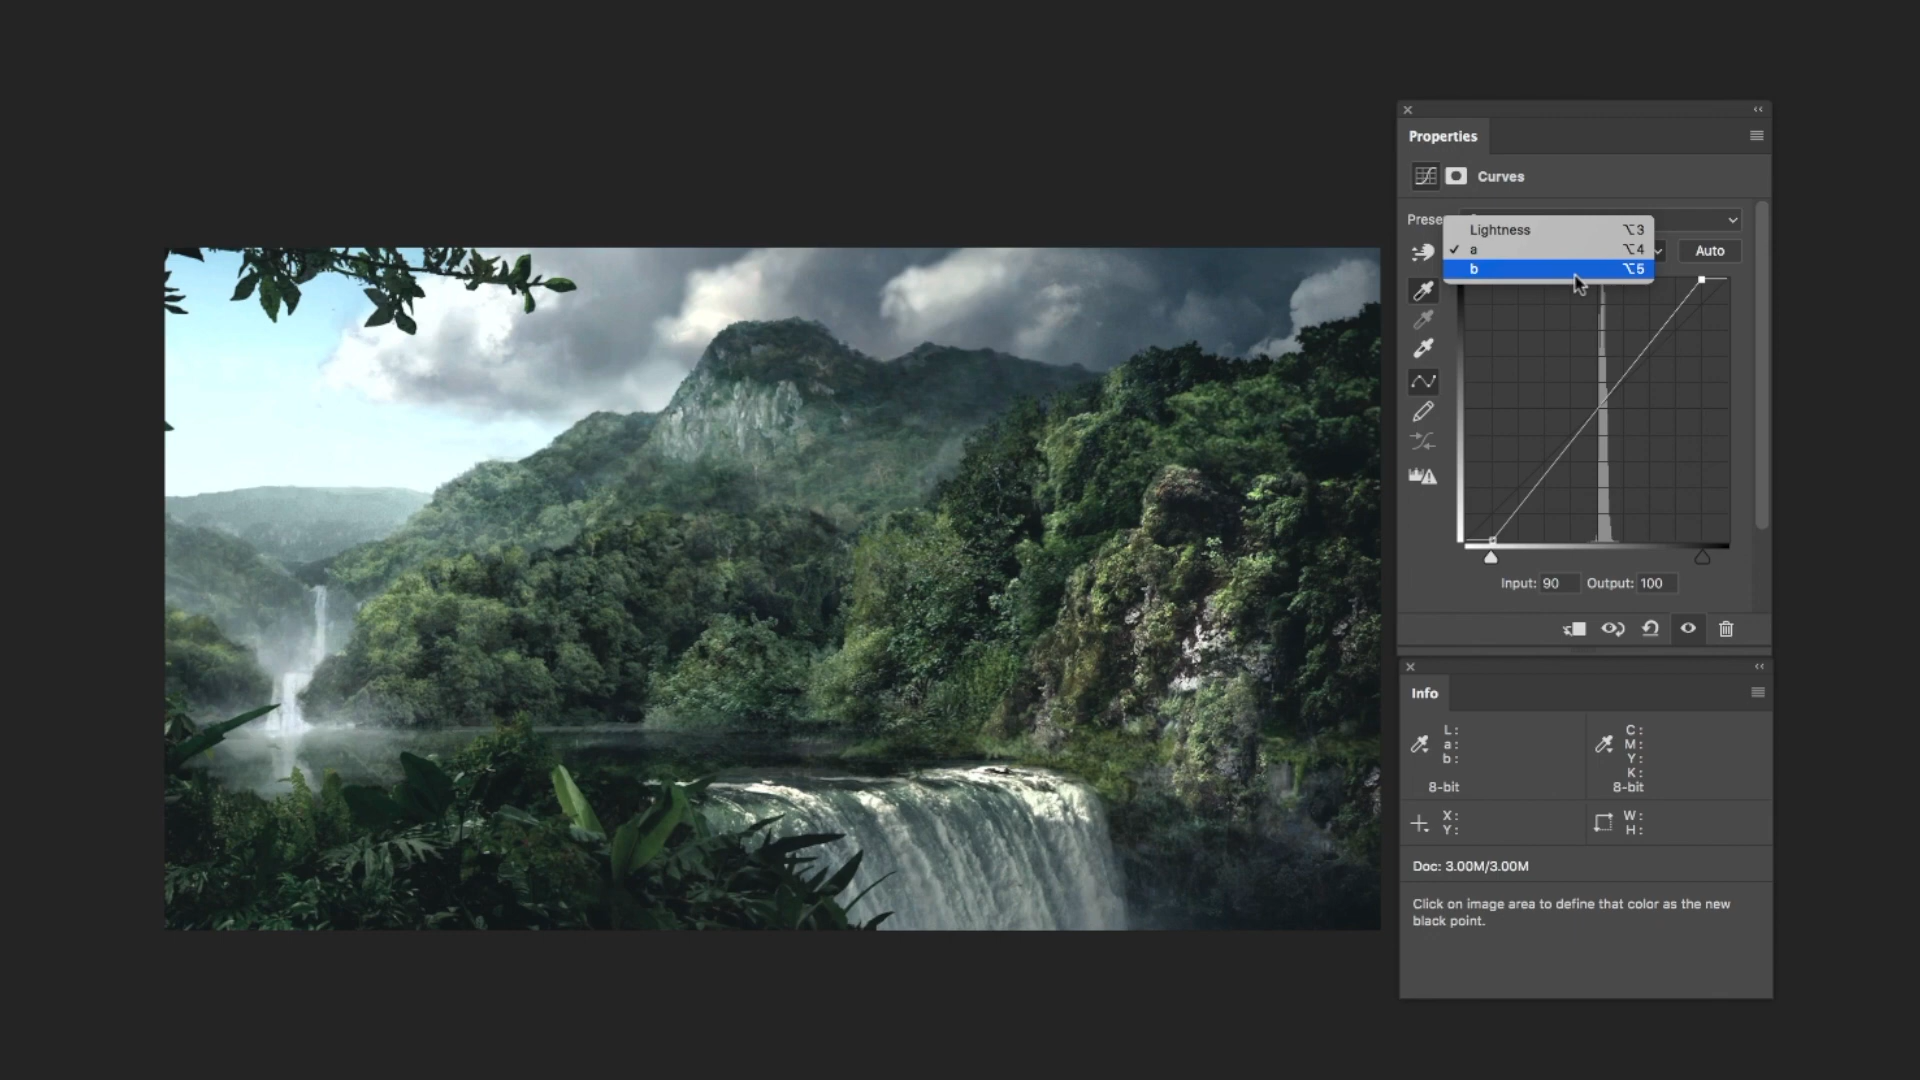 Properties
Curves
Prese
Lightness ⌥3
✓ a ⌥4
b ⌥5
Auto
Input: 90 Output: 100
Info
L:
a:
b:
8-bit
C:
M:
Y:
K:
8-bit
X:
Y:
W:
H:
Doc: 3.00M/3.00M
Click on image area to define that color as the new
black point.